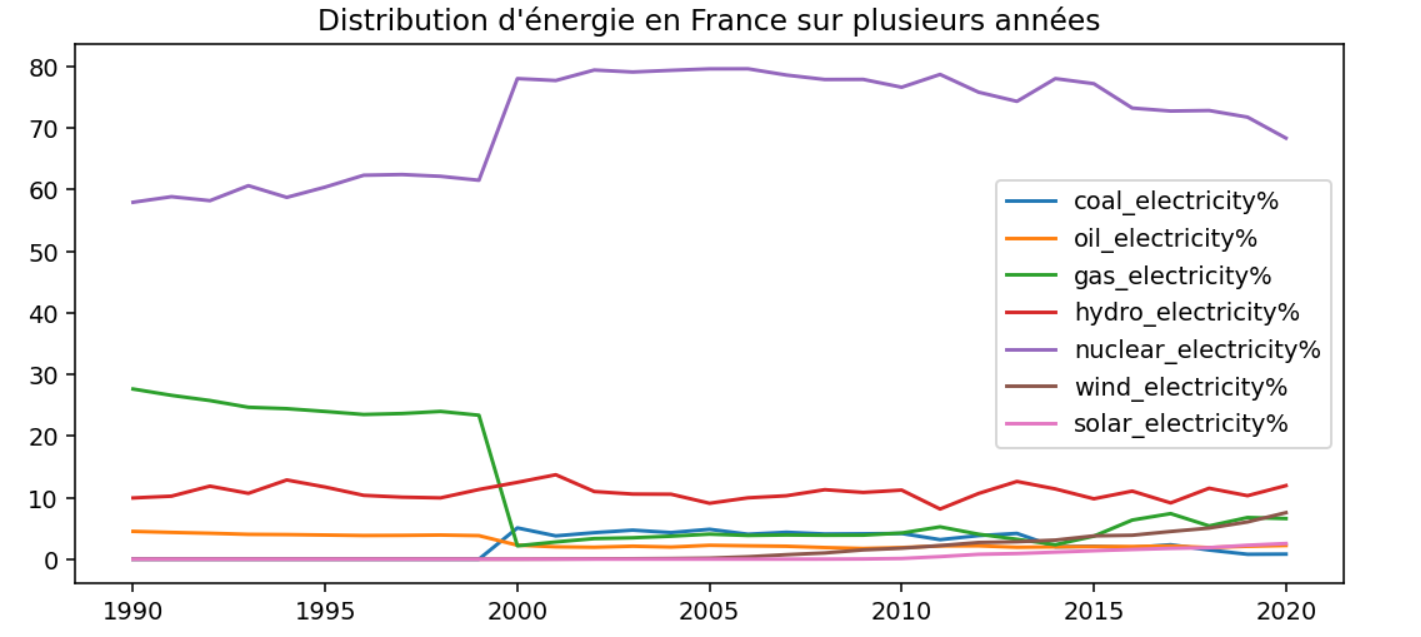 Distribution d'énergie en France sur plusieurs années
80
70
60
50
40
30
20
10
0
coal_electricity%
oil_electricity%
gas_electricity%
hydro_electricity%
nuclear_electricity%
wind_electricity%
solar_electricity%
1990 1995 2000 2005 2010 2015 2020